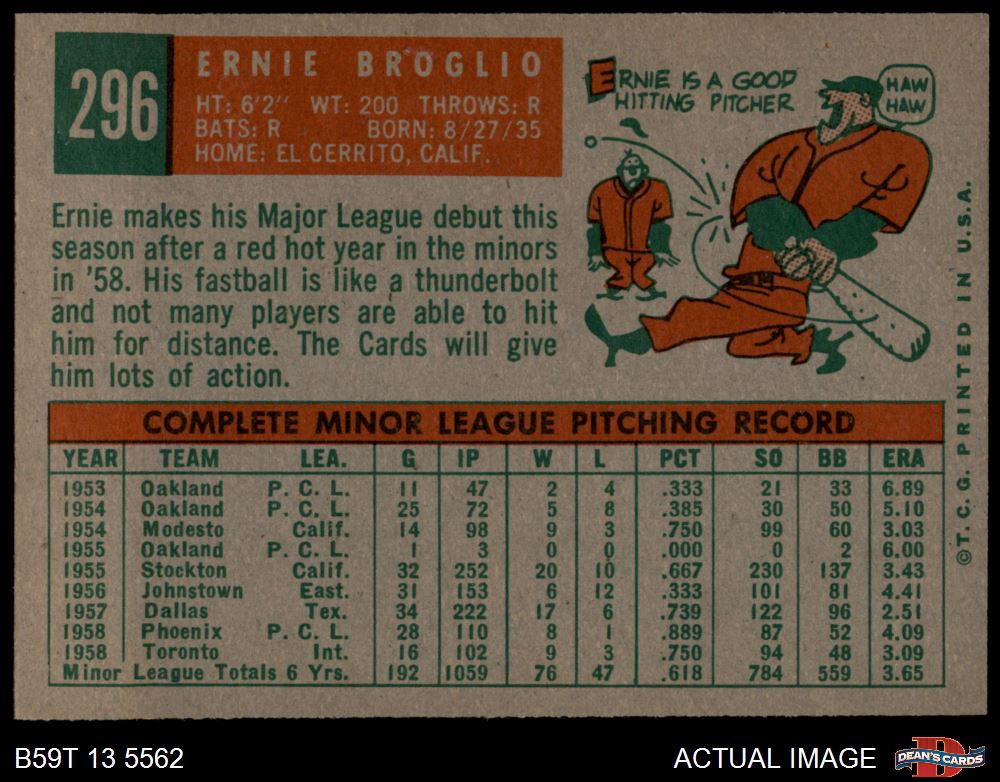 296
ERNIE BROGLIO
HT: 6'2" WT: 200 THROWS: R
BATS: R BORN: 8/27/35
HOME: EL CERRITO, CALIF.
ERNIE IS A GOOD
HITTING PITCHER
HAW
HAW
Ernie makes his Major League debut this
season after a red hot year in the minors
in '58. His fastball is like a thunderbolt
and not many players are able to hit
him for distance. The Cards will give
him lots of action.
COMPLETE MINOR LEAGUE PITCHING RECORD
YEAR TEAM LEA. G IP W L PCT SO BB ERA
1953 Oakland P. C. L. 11 47 2 4 .333 21 33 6.89
1954 Oakland P. C. L. 25 72 5 8 .385 30 50 5.10
1954 Modesto Calif. 14 98 9 3 .750 99 60 3.03
1955 Oakland P. C. L. 1 3 0 0 .000 0 2 6.00
1955 Stockton Calif. 32 252 20 10 .667 230 137 3.43
1956 Johnstown East. 31 153 6 12 .333 101 81 4.41
1957 Dallas Tex. 34 222 17 6 .739 122 96 2.51
1958 Phoenix P. C. L. 28 110 8 1 .889 87 52 4.09
1958 Toronto Int. 16 102 9 3 .750 94 48 3.09
Minor League Totals 6 Yrs. 192 1059 76 47 .618 784 559 3.65
©T. C. G. PRINTED IN U.S.A.
B59T 13 5562
ACTUAL IMAGE
D
DEAN'S CARDS